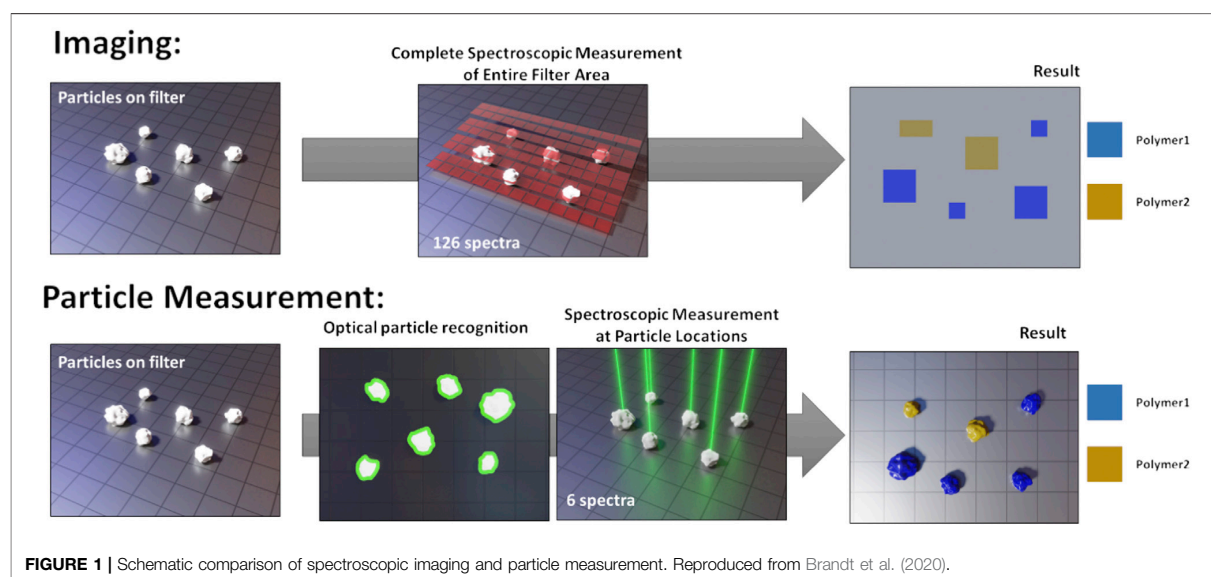 Imaging:
Particles on filter
Complete Spectroscopic Measurement
of Entire Filter Area
126 spectra
Result
Polymer1
Polymer2
Particle Measurement:
Particles on filter
Optical particle recognition
Spectroscopic Measurement
at Particle Locations
6 spectra
Result
Polymer1
Polymer2
FIGURE 1 | Schematic comparison of spectroscopic imaging and particle measurement. Reproduced from Brandt et al. (2020).